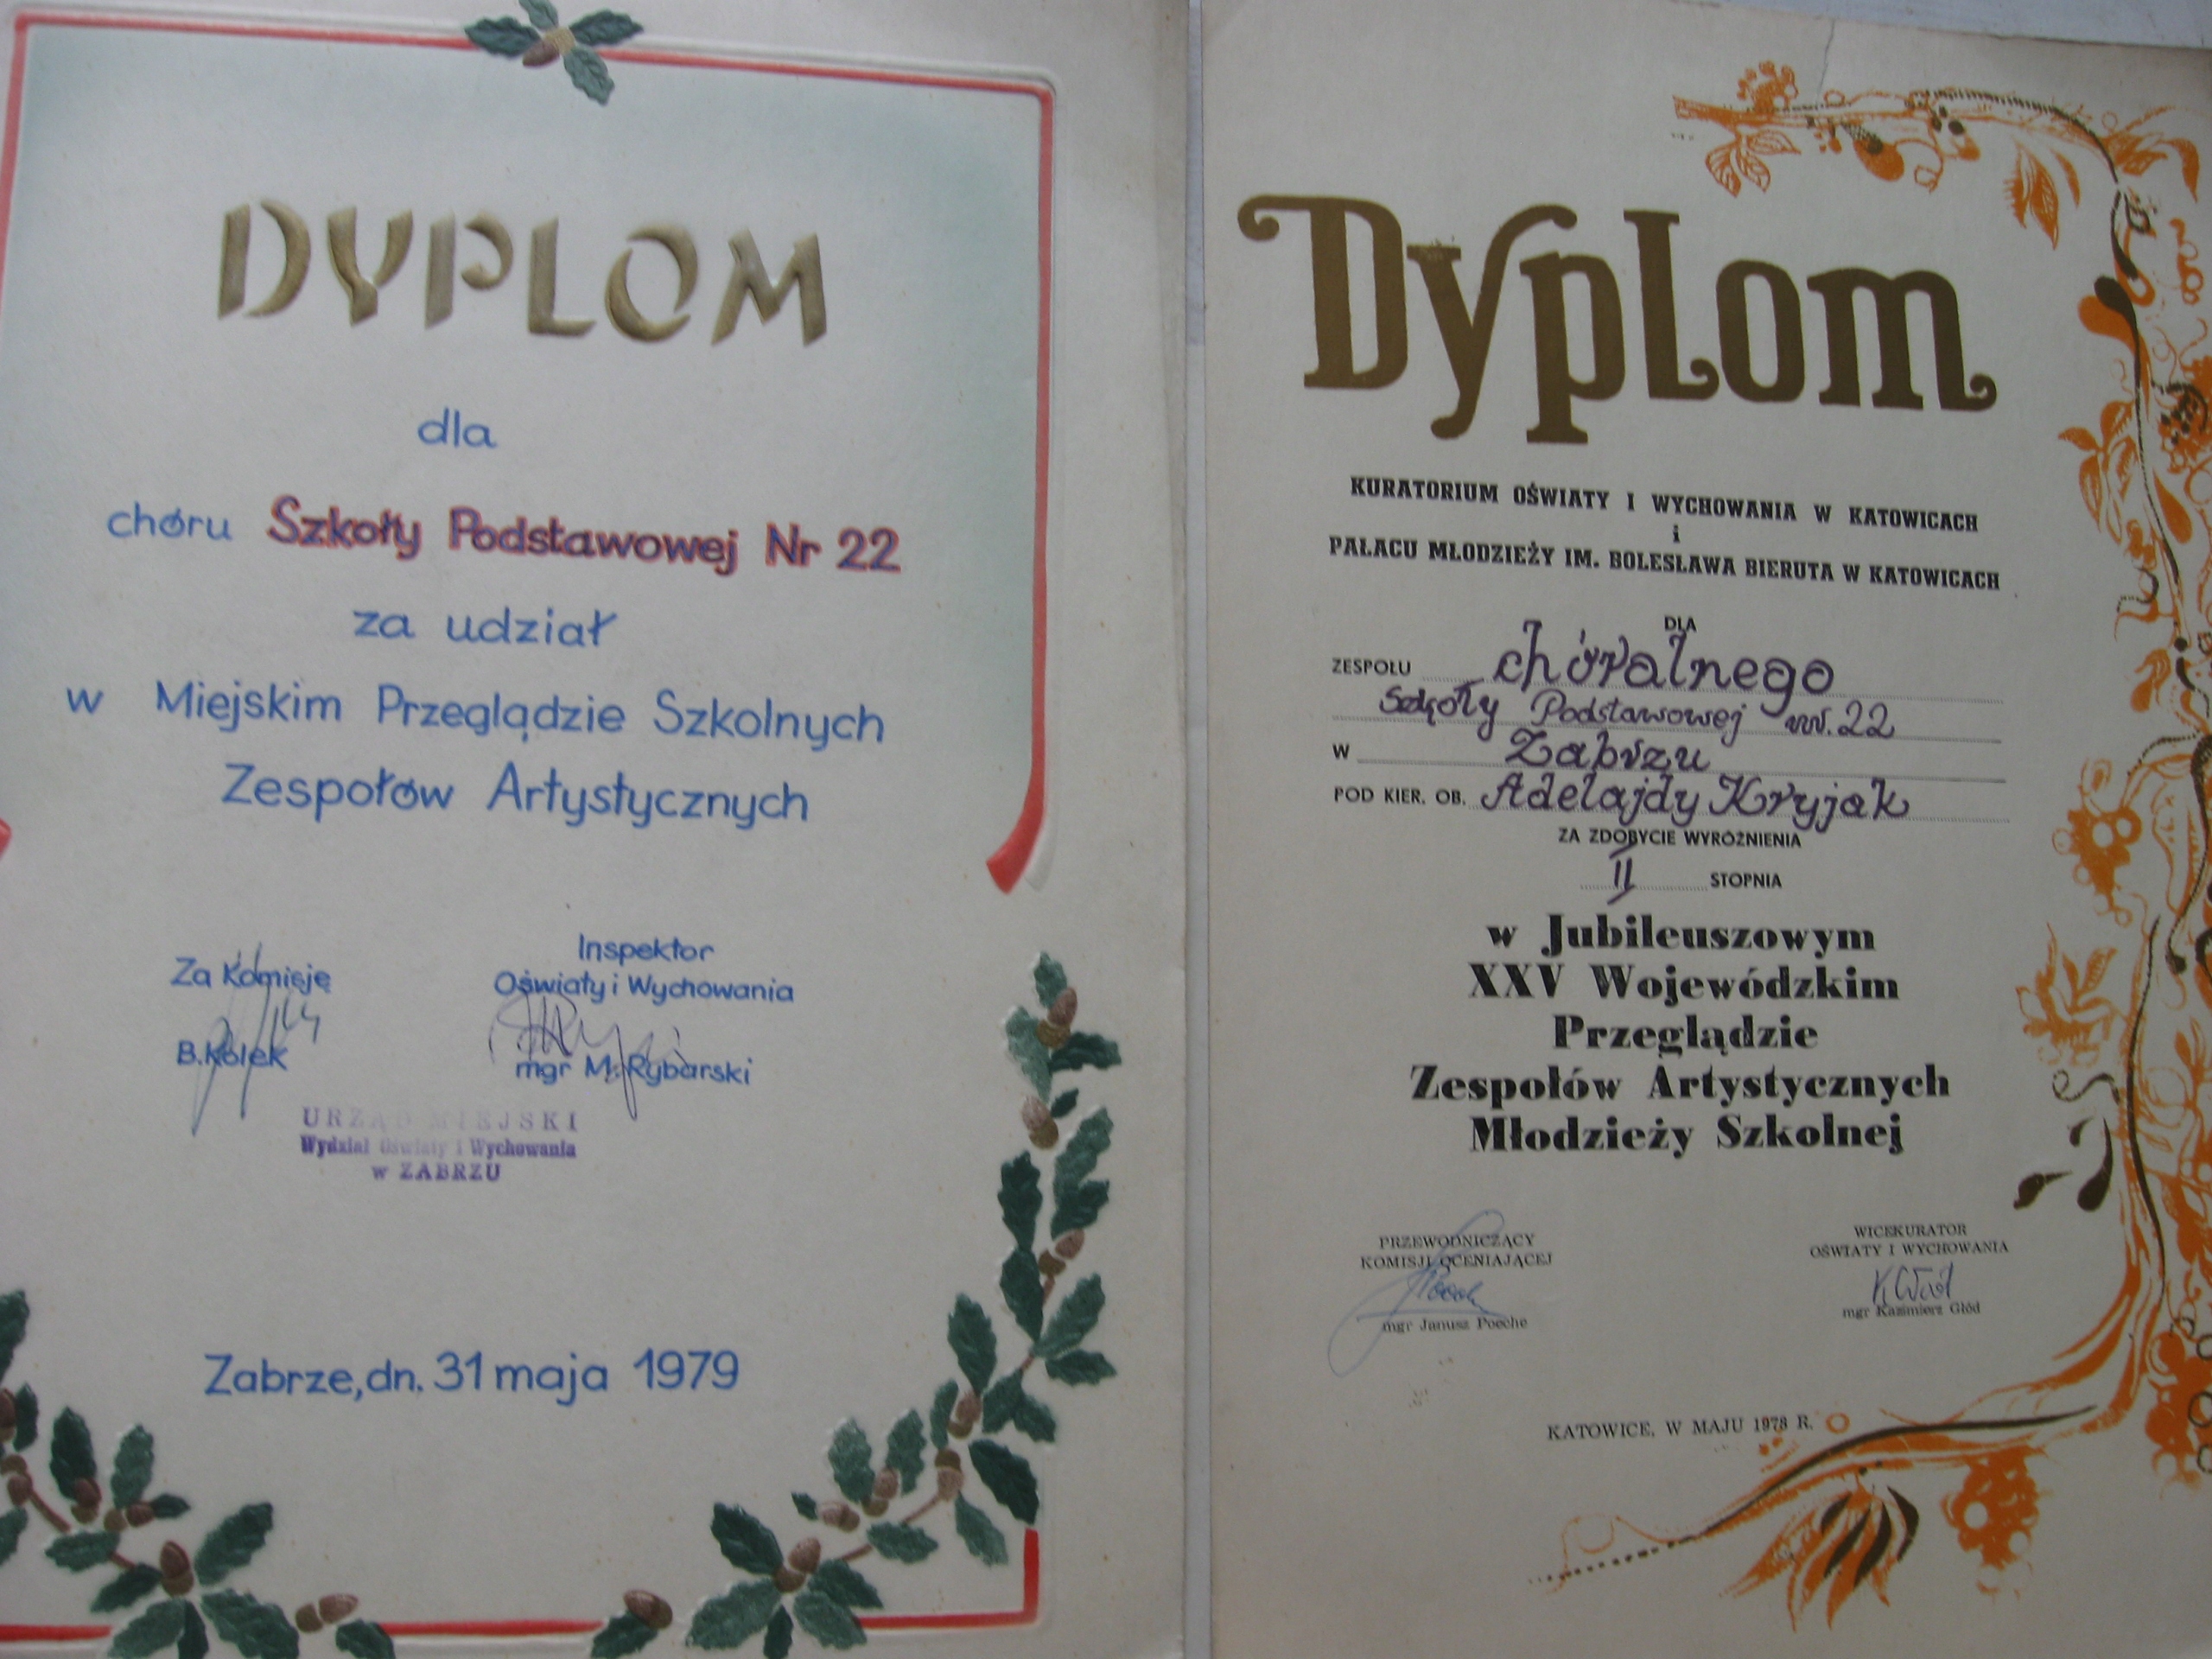 DYPLOM
dla
chóru Szkoły Podstawowej Nr 22
za udział
w Miejskim Przeglądzie Szkolnych
Zespołów Artystycznych
Za Komisję
B. Kołek
Inspektor
Oświaty i Wychowania
mgr M. Rybarski
URZĄD MIEJSKI
Wydział Oświaty i Wychowania
w ZABRZU
Zabrze, dn. 31 maja 1979
Dyplom
KURATORIUM OŚWIATY I WYCHOWANIA W KATOWICACH
i
PAŁACU MŁODZIEŻY IM. BOLESŁAWA BIERUTA W KATOWICACH
DLA
ZESPOŁU chóralnego
Szkoły Podstawowej nr. 22
W Zabrzu
POD KIER. OB. Adelajdy Kryjak
ZA ZDOBYCIE WYRÓŻNIENIA
II STOPNIA
w Jubileuszowym
XXV Wojewódzkim
Przeglądzie
Zespołów Artystycznych
Młodzieży Szkolnej
PRZEWODNICZĄCY
KOMISJI OCENIAJĄCEJ
mgr Janusz Poeche
WICEKURATOR
OŚWIATY I WYCHOWANIA
K Głód
mgr Kazimierz Głód
KATOWICE, W MAJU 1978 R.